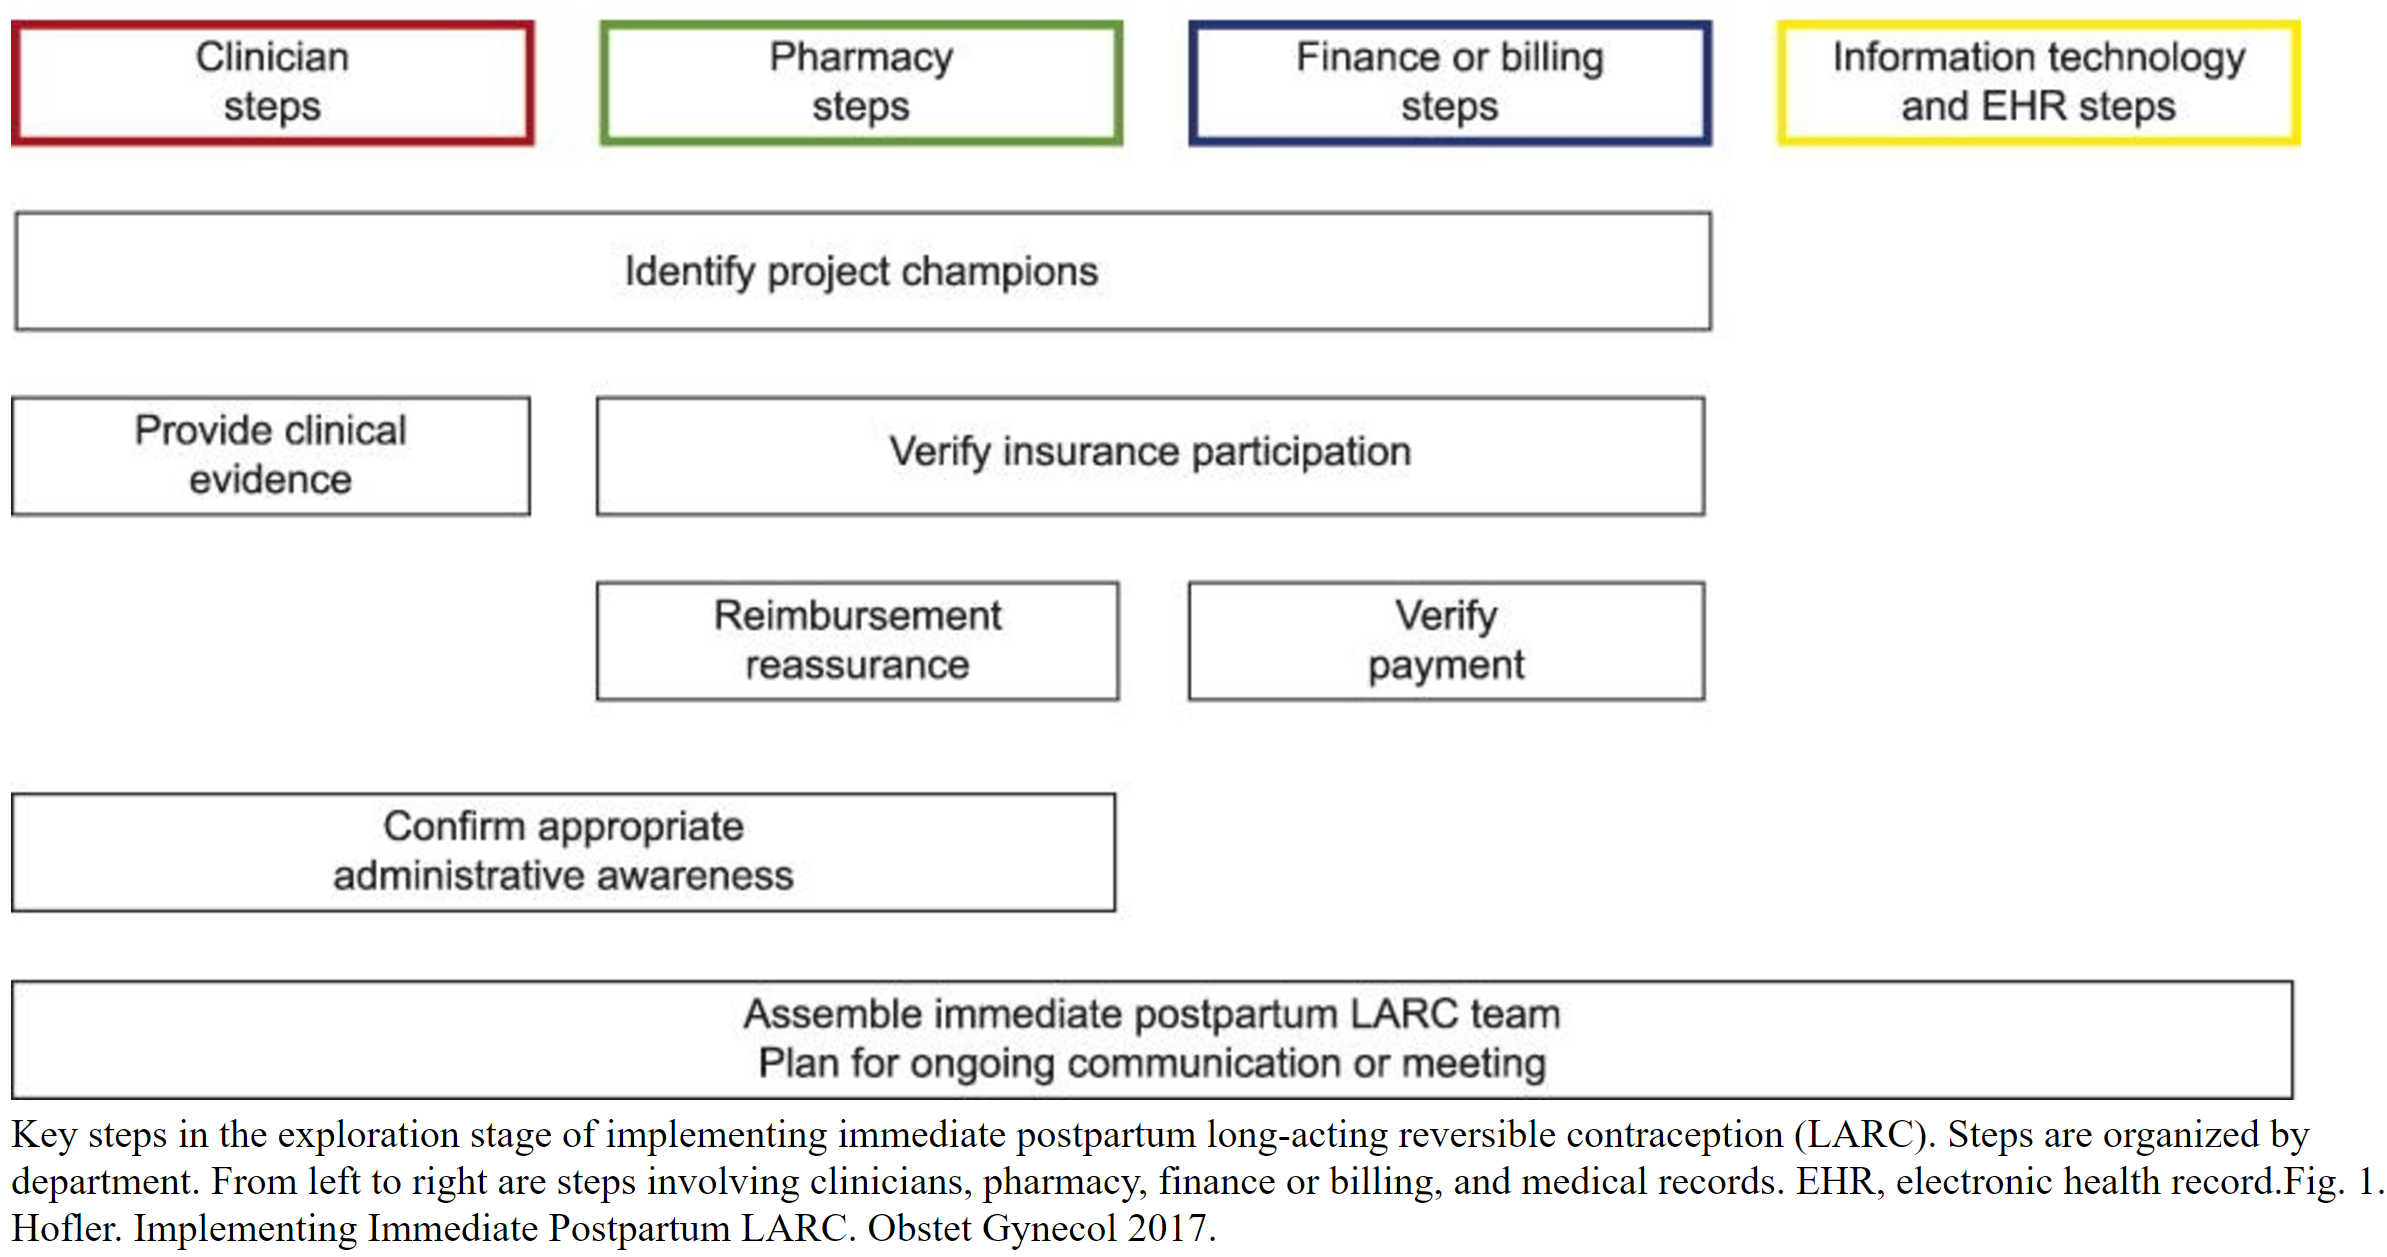 Clinician
steps
Pharmacy
steps
Finance or billing
steps
Information technology
and EHR steps
Identify project champions
Provide clinical
evidence
Verify insurance participation
Reimbursement
reassurance
Verify
payment
Confirm appropriate
administrative awareness
Assemble immediate postpartum LARC team
Plan for ongoing communication or meeting
Key steps in the exploration stage of implementing immediate postpartum long-acting reversible contraception (LARC). Steps are organized by
department. From left to right are steps involving clinicians, pharmacy, finance or billing, and medical records. EHR, electronic health record.Fig. 1.
Hofler. Implementing Immediate Postpartum LARC. Obstet Gynecol 2017.